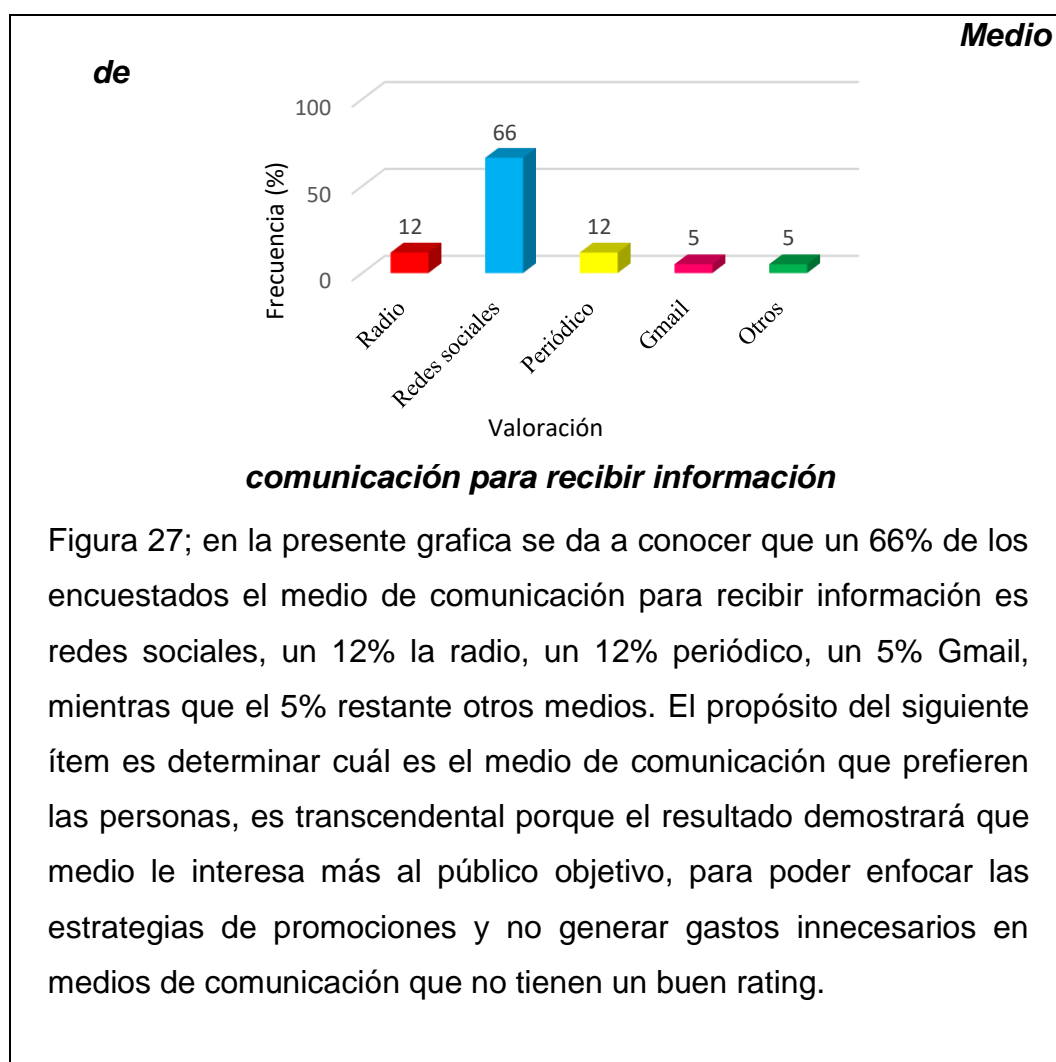 Medio
de
100
50
0
Frecuencia (%)
12
66
12
5
5
Radio
Redes sociales
Periódico
Gmail
Otros
Valoración
comunicación para recibir información
Figura 27; en la presente grafica se da a conocer que un 66% de los
encuestados el medio de comunicación para recibir información es
redes sociales, un 12% la radio, un 12% periódico, un 5% Gmail,
mientras que el 5% restante otros medios. El propósito del siguiente
ítem es determinar cuál es el medio de comunicación que prefieren
las personas, es transcendental porque el resultado demostrará que
medio le interesa más al público objetivo, para poder enfocar las
estrategias de promociones y no generar gastos innecesarios en
medios de comunicación que no tienen un buen rating.